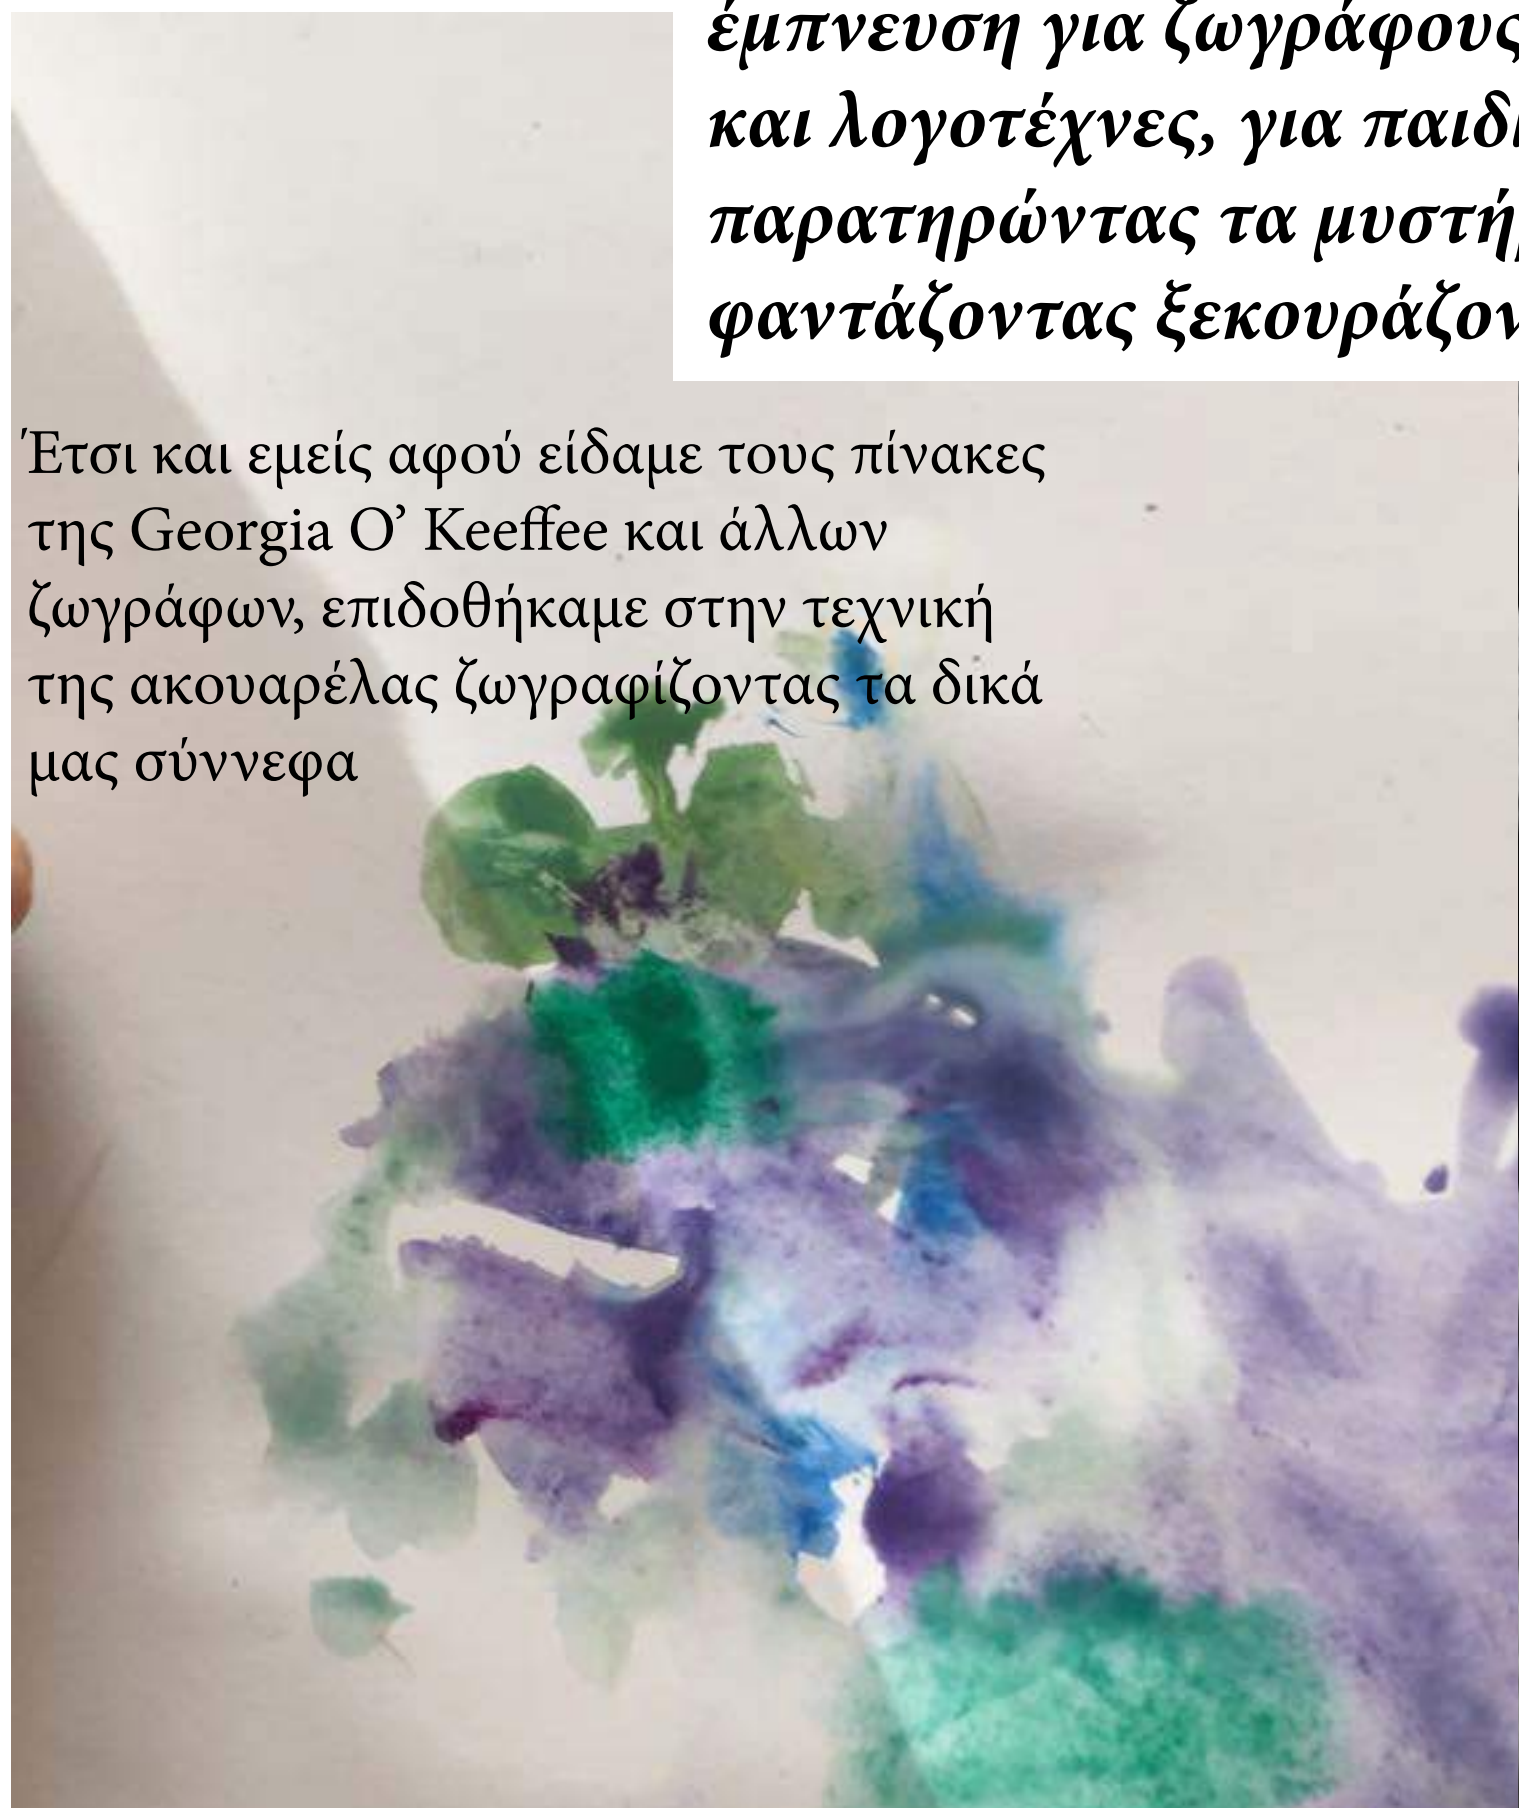 έμπνευση για ζωγράφους
και λογοτέχνες, για
παρατηρώντας τα
φαντάζοντας
Έτσι και εμείς αφού είδαμε τους πίνακες
της Georgia O’ Keeffee και άλλων
ζωγράφων, επιδοθήκαμε στην τεχνική
της ακουαρέλας ζωγραφίζοντας τα δικά
μας σύννεφα